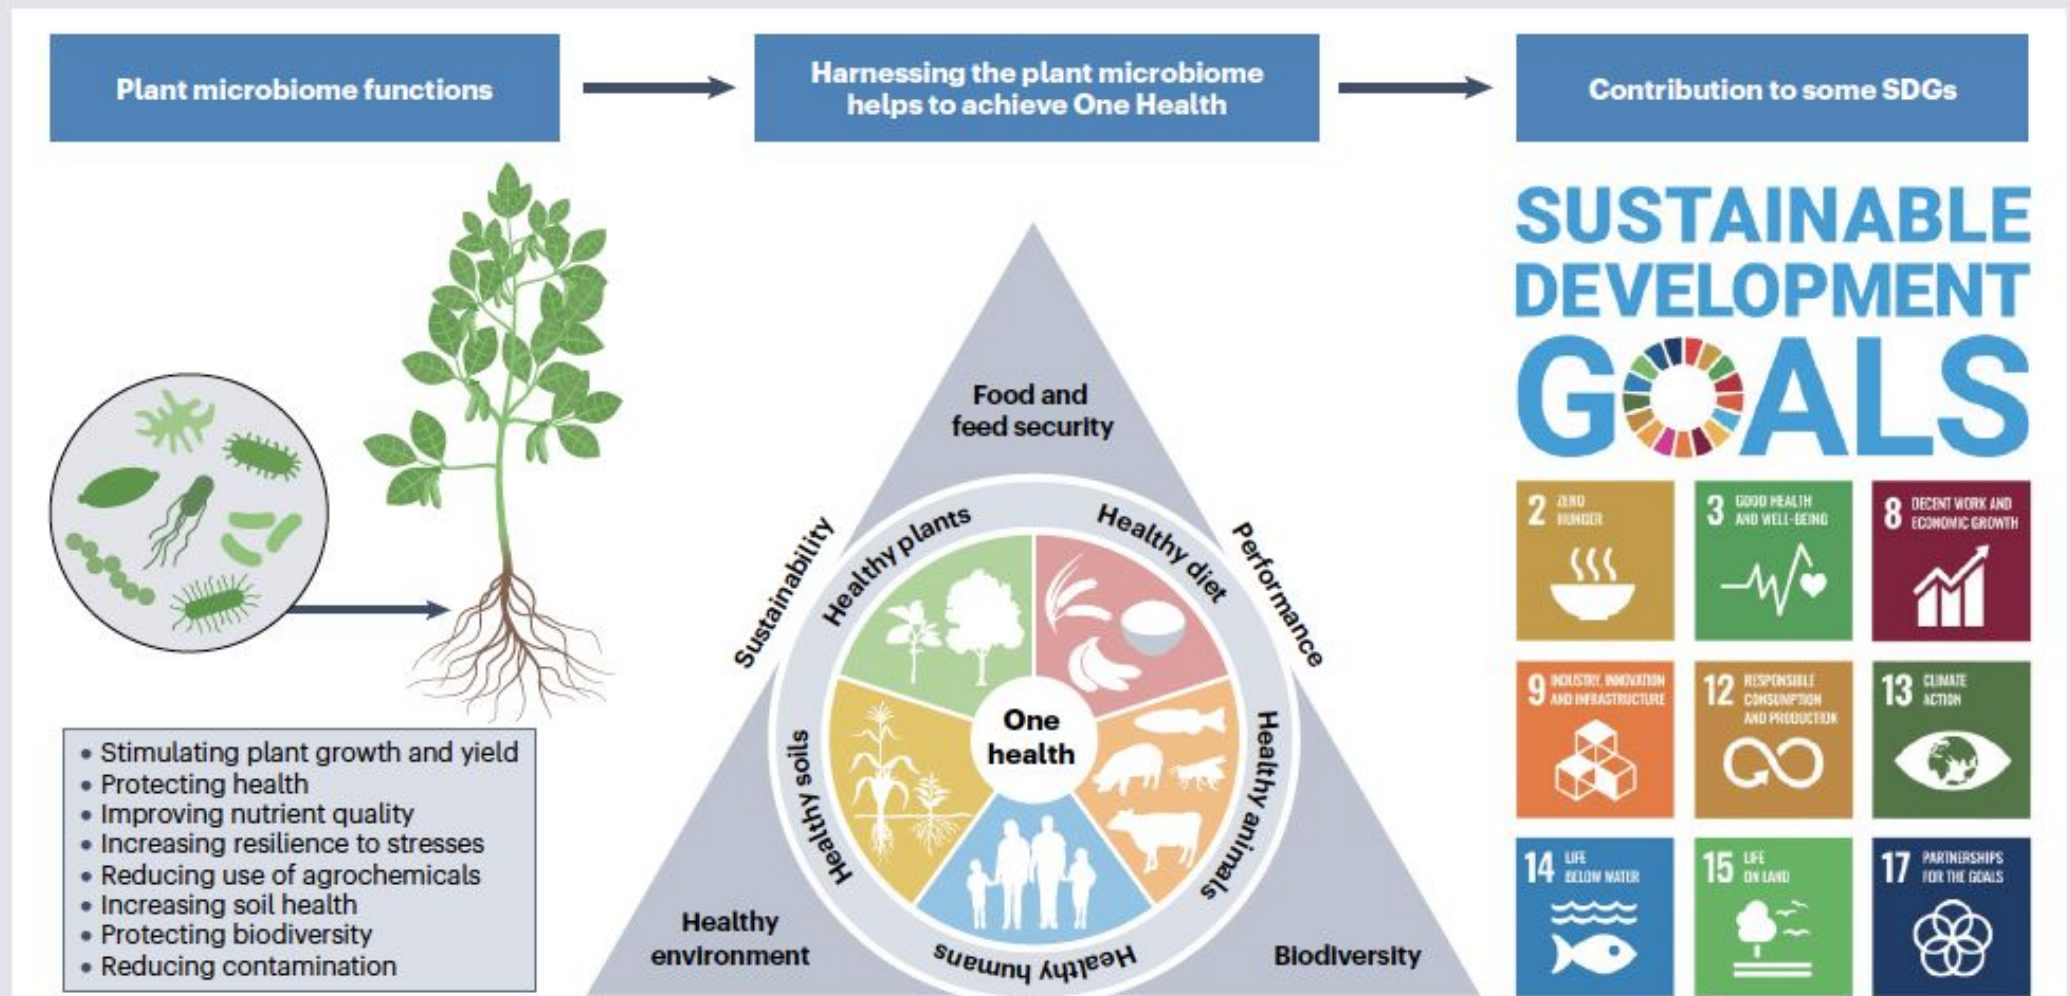 Plant microbiome functions
Harnessing the plant microbiome
helps to achieve One Health
Contribution to some SDGs
• Stimulating plant growth and yield
• Protecting health
• Improving nutrient quality
• Increasing resilience to stresses
• Reducing use of agrochemicals
• Increasing soil health
• Protecting biodiversity
• Reducing contamination
Food and
feed security
Sustainability
Performance
Healthy plants
Healthy diet
Healthy soils
Healthy animals
Healthy humans
One
health
Healthy
environment
Biodiversity
SUSTAINABLE
DEVELOPMENT
GOALS
2 ZERO
HUNGER
3 GOOD HEALTH
AND WELL-BEING
8 DECENT WORK AND
ECONOMIC GROWTH
9 INDUSTRY, INNOVATION
AND INFRASTRUCTURE
12 RESPONSIBLE
CONSUMPTION
AND PRODUCTION
13 CLIMATE
ACTION
14 LIFE
BELOW WATER
15 LIFE
ON LAND
17 PARTNERSHIPS
FOR THE GOALS